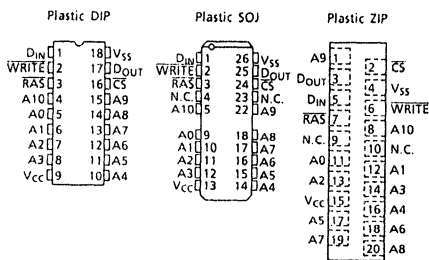 Plastic DIP
DIN 1 18 VSS
WRITE 2 17 DOUT
RAS 3 16 CS
A10 4 15 A9
A0 5 14 A8
A1 6 13 A7
A2 7 12 A6
A3 8 11 A5
VCC 9 10 A4
Plastic SOJ
DIN 1 26 VSS
WRITE 2 25 DOUT
RAS 3 24 CS
N.C. 4 23 N.C.
A10 5 22 A9
A0 9 18 A8
A1 10 17 A7
A2 11 16 A6
A3 12 15 A5
VCC 13 14 A4
Plastic ZIP
A9 1
2 CS
DOUT 3
4 VSS
DIN 5
6 WRITE
RAS 7
8 A10
N.C. 9
10 N.C.
A0 11
12 A1
A2 13
14 A3
VCC 15
16 A4
A5 17
18 A6
A7 19
20 A8